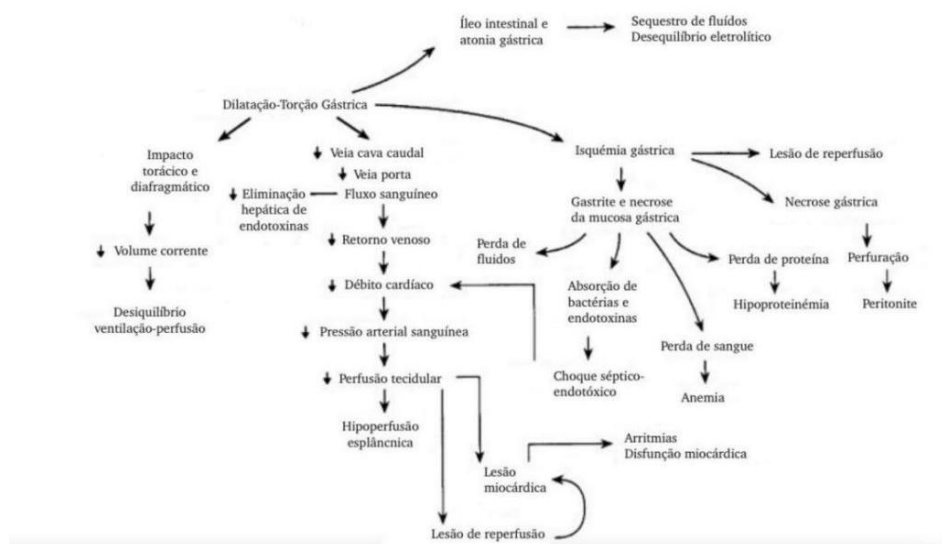 Íleo intestinal e
atonia gástrica
Sequestro de fluídos
Desequilíbrio eletrolítico
Dilatação-Torção Gástrica
Impacto
torácico e
diafragmático
Volume corrente
Desiquilíbrio
ventilação-perfusão
Veia cava caudal
Veia porta
Fluxo sanguíneo
Eliminação
hepática de
endotoxinas
Retorno venoso
Débito cardíaco
Pressão arterial sanguínea
Perfusão tecidular
Hipoperfusão
esplâncnica
Lesão
miocárdica
Arritmias
Disfunção miocárdica
Lesão de reperfusão
Isquémia gástrica
Lesão de reperfusão
Necrose gástrica
Perfuração
Peritonite
Gastrite e necrose
da mucosa gástrica
Perda de
fluidos
Absorção de
bactérias e
endotoxinas
Choque séptico-
endotóxico
Perda de sangue
Anemia
Perda de proteína
Hipoproteinémia